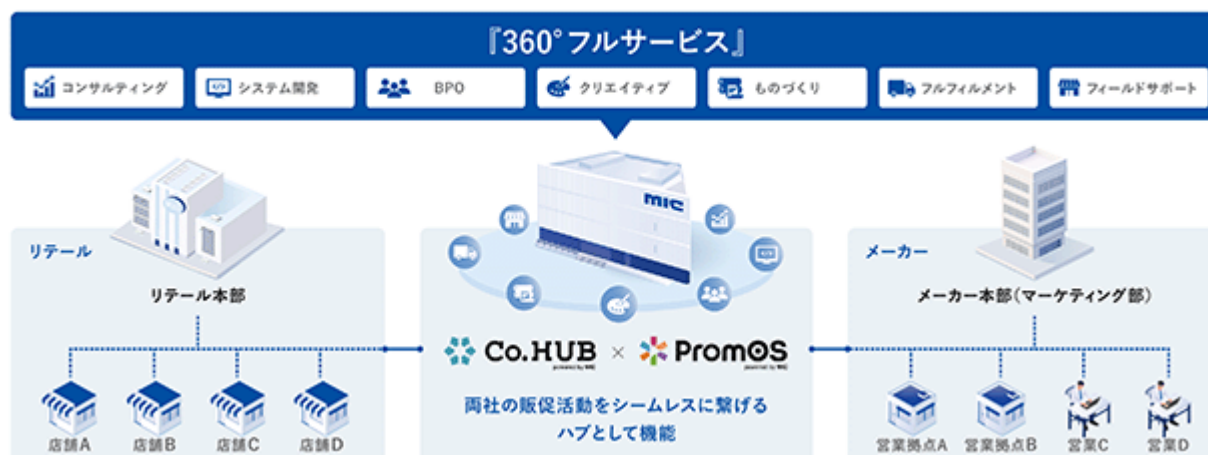 『360°フルサービス』
コンサルティング
システム開発
BPO
クリエイティブ
ものづくり
フルフィルメント
フィールドサポート
MIC
リテール
リテール本部
店舗A
店舗B
店舗C
店舗D
Co.HUB × PromOS
powered by MIC
powered by MIC
両社の販促活動をシームレスに繋げる
ハブとして機能
メーカー
メーカー本部(マーケティング部)
営業拠点A
営業拠点B
営業C
営業D